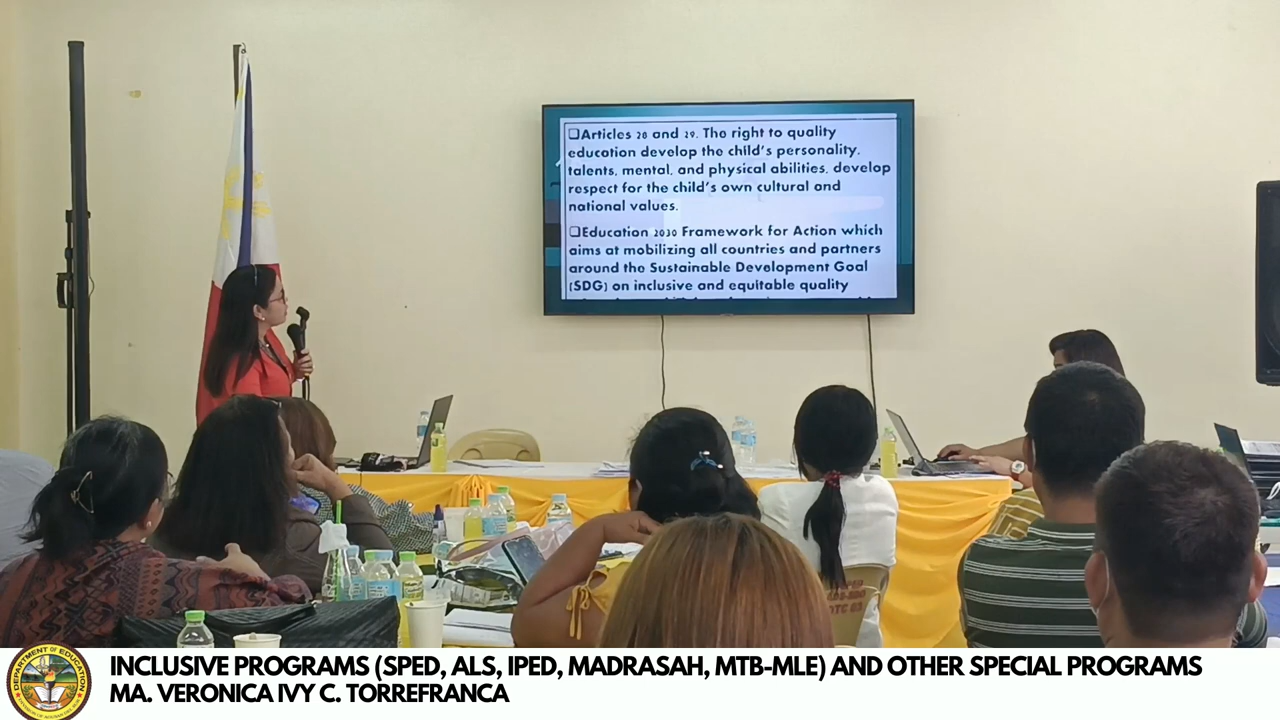 ❑Articles 28 and 29. The right to quality
education develop the child's personality,
talents, mental, and physical abilities, develop
respect for the child's own cultural and
national values.
❑Education 2030 Framework for Action which
aims at mobilizing all countries and partners
around the Sustainable Development Goal
(SDG) on inclusive and equitable quality
DEPARTMENT OF EDUCATION
INCLUSIVE PROGRAMS (SPED, ALS, IPED, MADRASAH, MTB-MLE) AND OTHER SPECIAL PROGRAMS
MA. VERONICA IVY C. TORREFRANCA